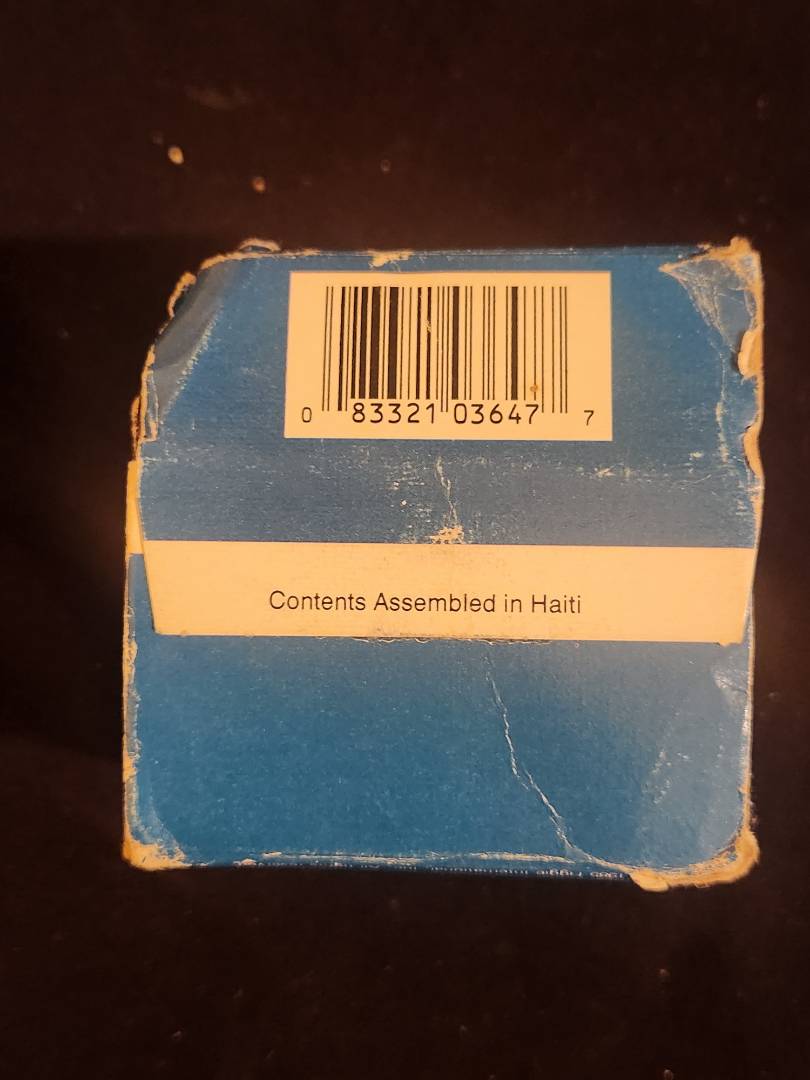 0 83321 03647 7
Contents Assembled in Haiti